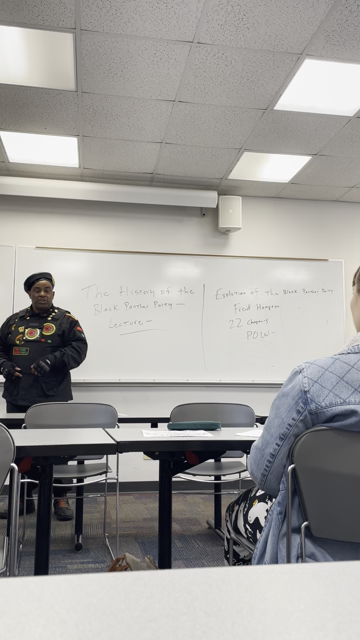 The History of the
Black Panther Party —
Lecture —
Evolution of the Black Panther Party
Fred Hampton
22 chapters
POW —